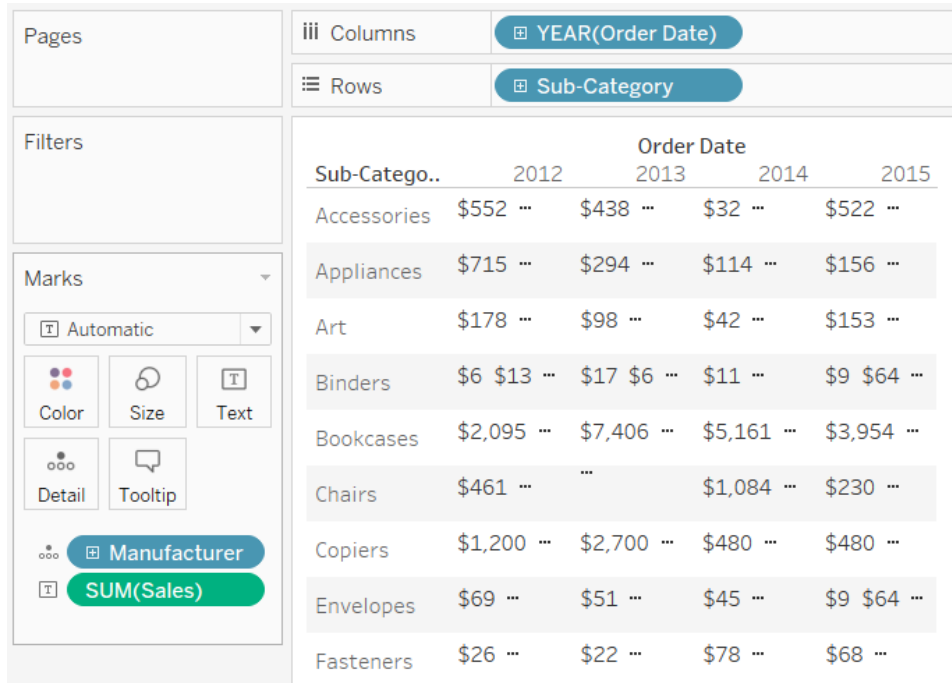 Pages
Columns
YEAR(Order Date)
Rows
Sub-Category
Filters
Marks
T Automatic
Color
Size
T
Text
Detail
Tooltip
Manufacturer
T SUM(Sales)
Order Date
Sub-Catego.. 2012 2013 2014 2015
Accessories $552 ... $438 ... $32 ... $522 ...
Appliances $715 ... $294 ... $114 ... $156 ...
Art $178 ... $98 ... $42 ... $153 ...
Binders $6 $13 ... $17 $6 ... $11 ... $9 $64 ...
Bookcases $2,095 ... $7,406 ... $5,161 ... $3,954 ...
Chairs $461 ... ... $1,084 ... $230 ...
Copiers $1,200 ... $2,700 ... $480 ... $480 ...
Envelopes $69 ... $51 ... $45 ... $9 $64 ...
Fasteners $26 ... $22 ... $78 ... $68 ...